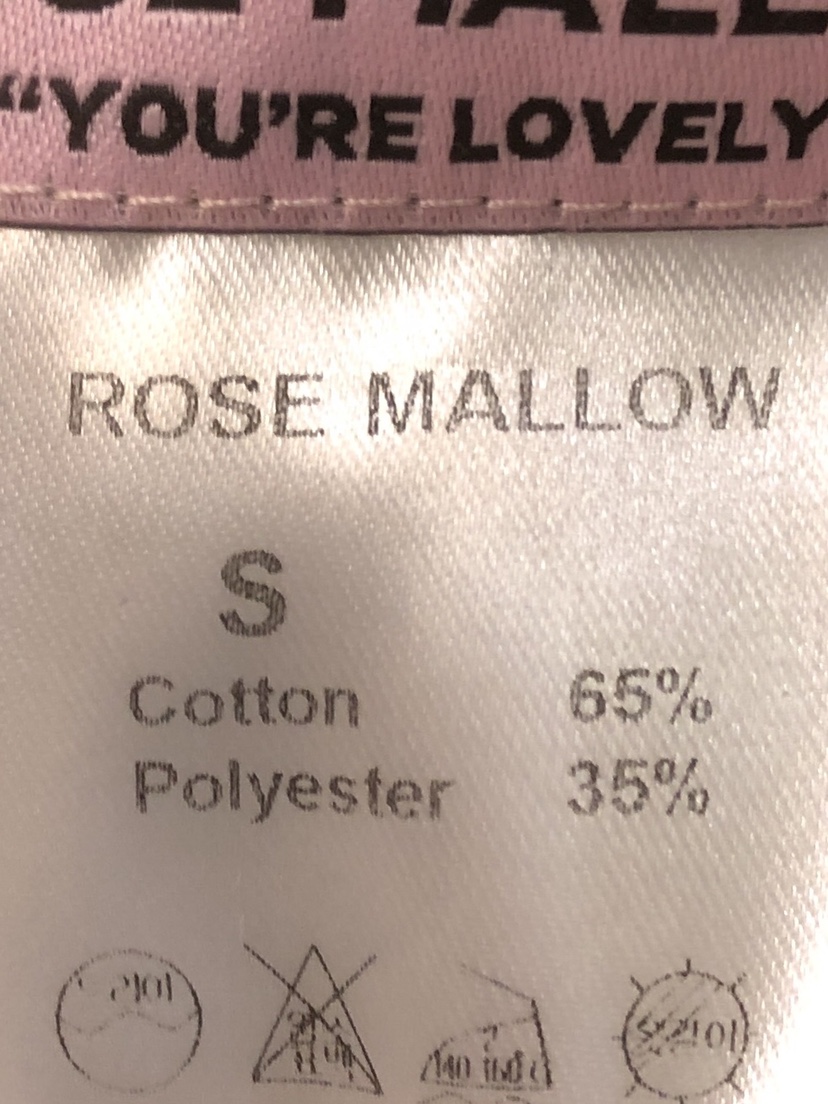 "YOU'RE LOVELY
ROSE MALLOW
S
Cotton 65%
Polyester 35%